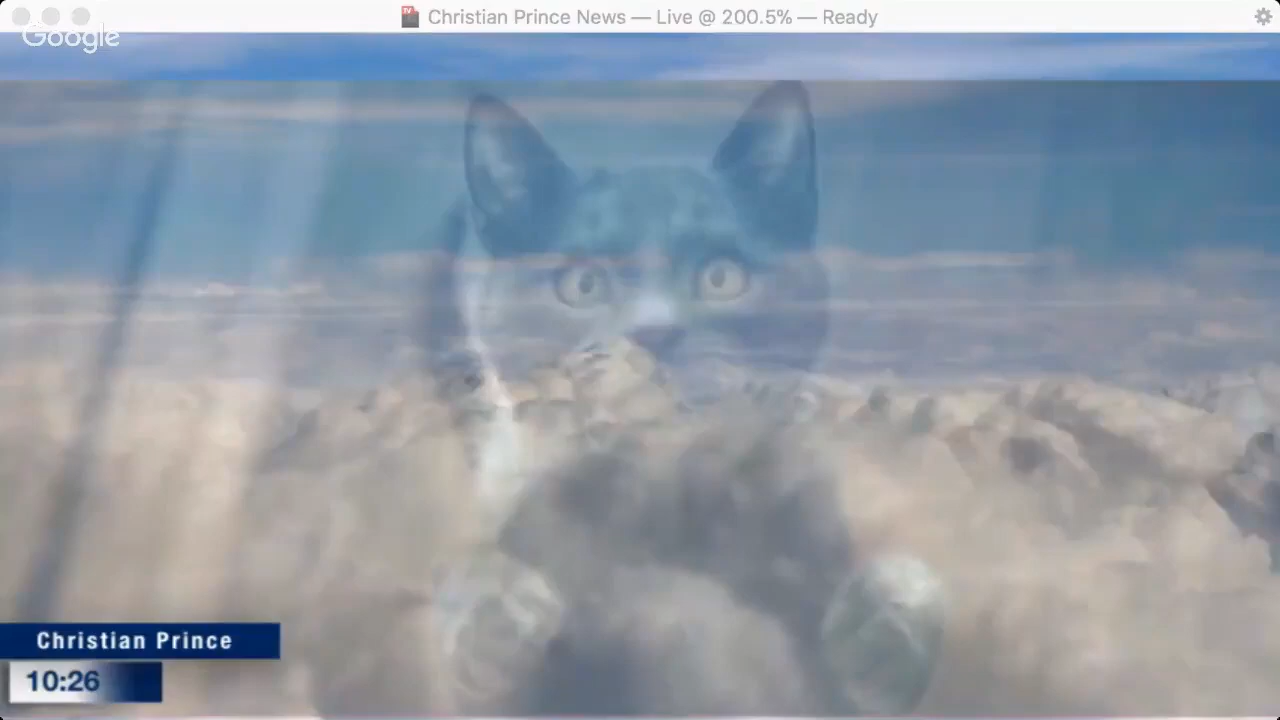 Christian Prince News — Live @ 200.5% — Ready
Google
Christian Prince
10:26